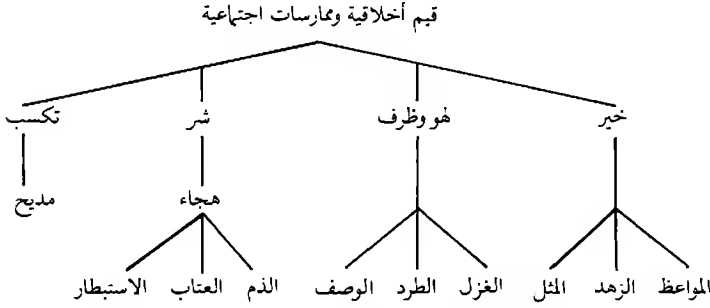 قيم أخلاقية وممارسات اجتماعية
خير لهو وظرف شر تكسب
هجاء مديح
المواعظ الزهد المثل الغزل الطرد الوصف الذم العتاب الاستبطار